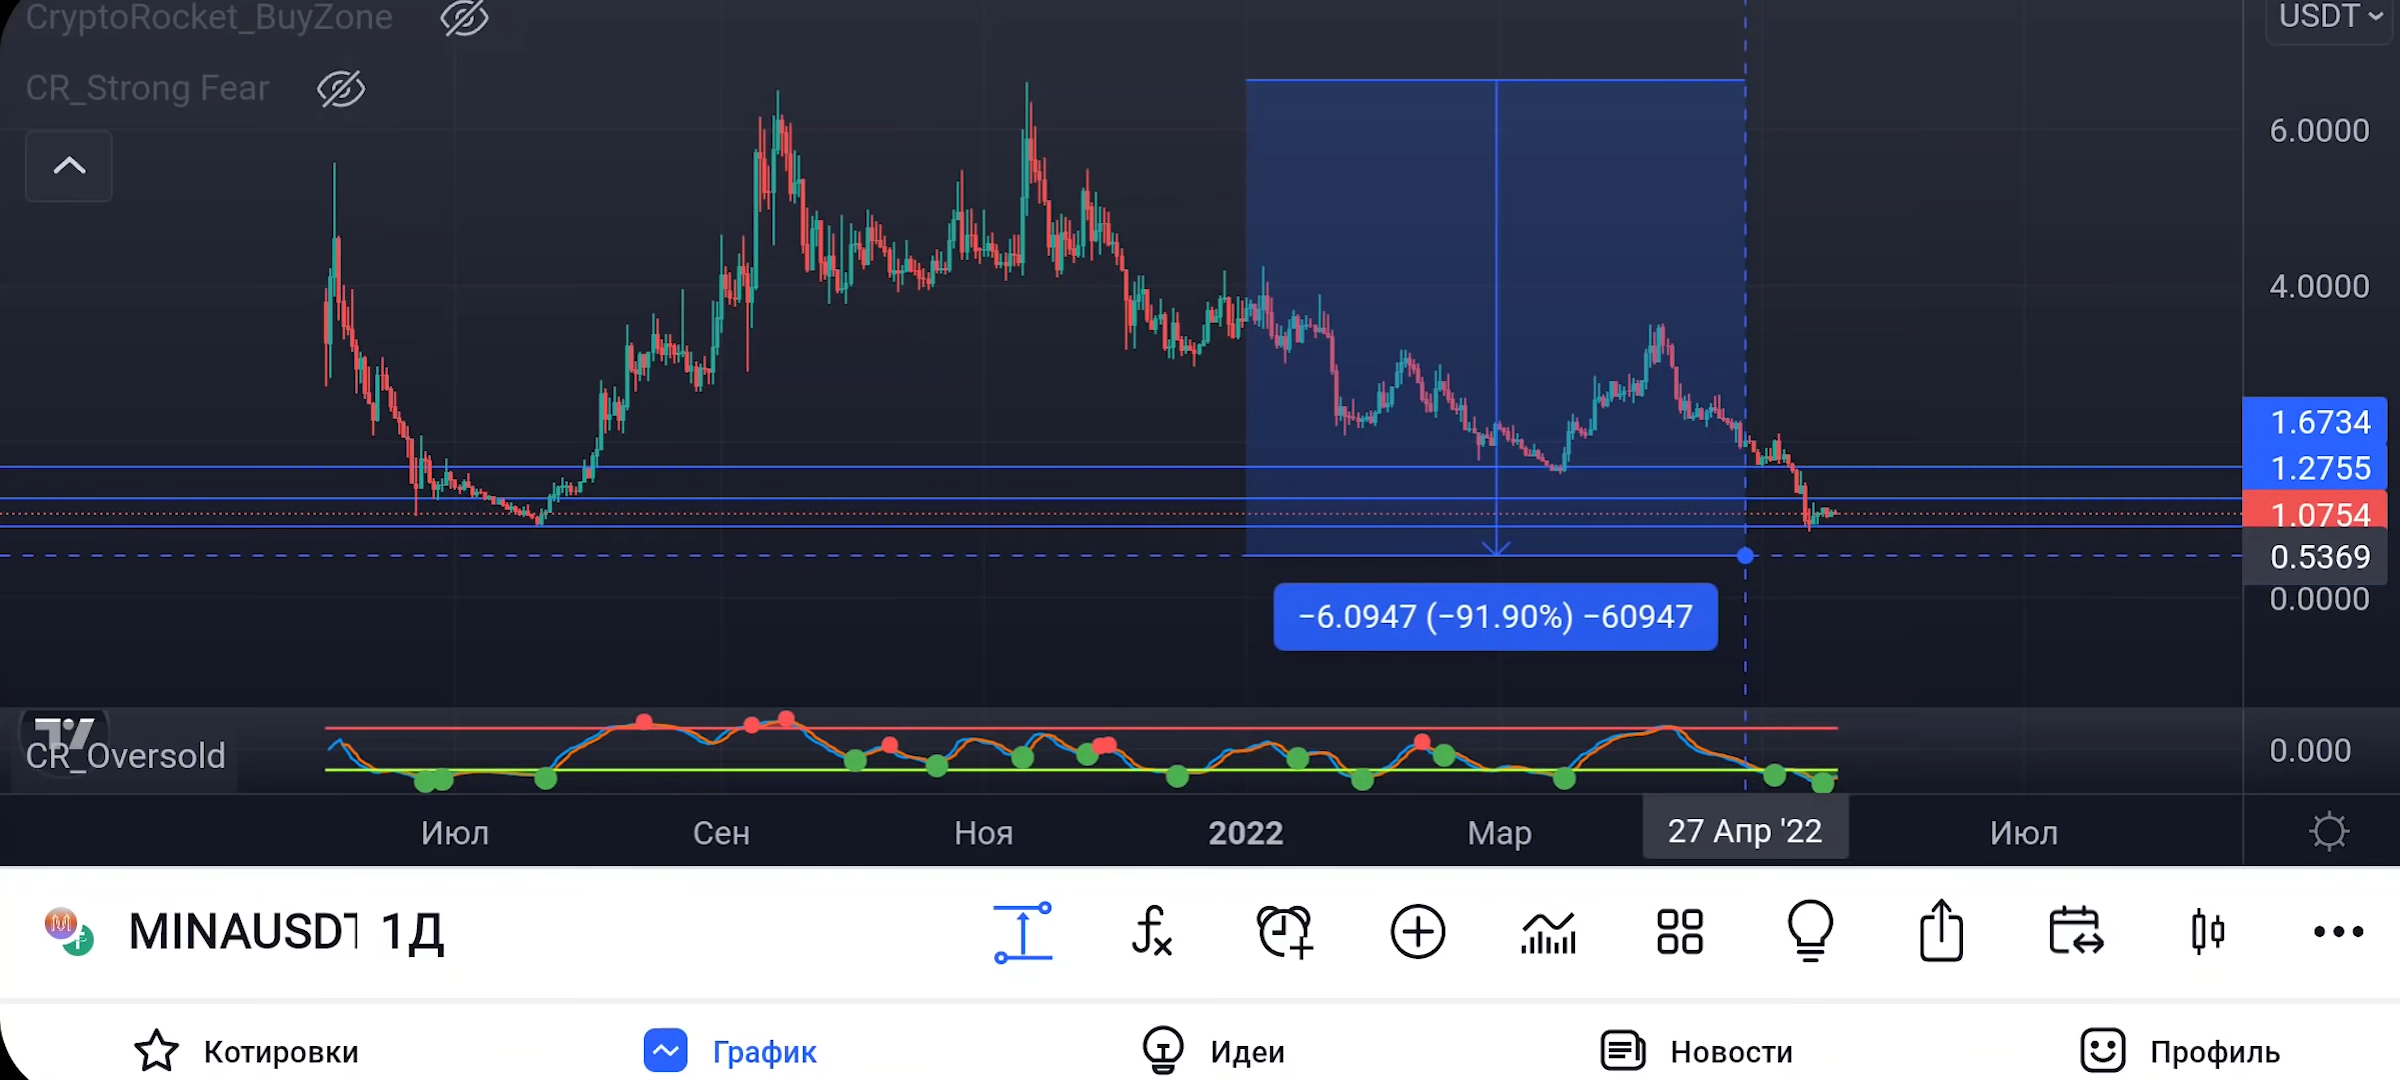 CryptoRocket_BuyZone
USDT
CR_Strong Fear
6.0000
4.0000
1.6734
1.2755
1.0754
0.5369
0.0000
−6.0947 (−91.90%) −60947
CR_Oversold
0.000
Июл
Сен
Ноя
2022
Мар
27 Апр '22
Июл
MINAUSDT 1Д
Котировки
График
Идеи
Новости
Профиль